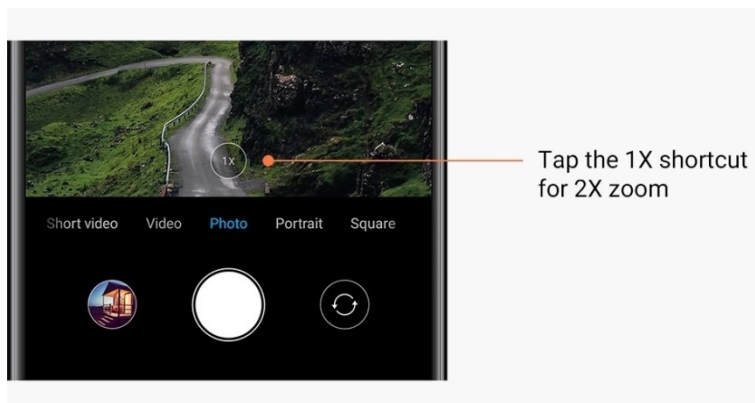 1X
Tap the 1X shortcut
for 2X zoom
Short video Video Photo Portrait Square